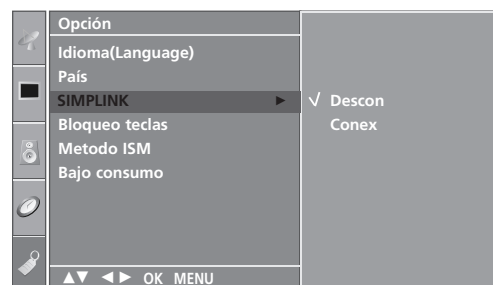 Opción
Idioma(Language)
País
SIMPLINK ►
√ Descon
Bloqueo teclas
Conex
Metodo ISM
Bajo consumo
▲▼ ◄► OK MENU